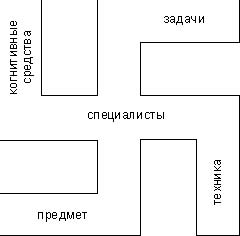 когнитивные
средства
задачи
специалисты
техника
предмет